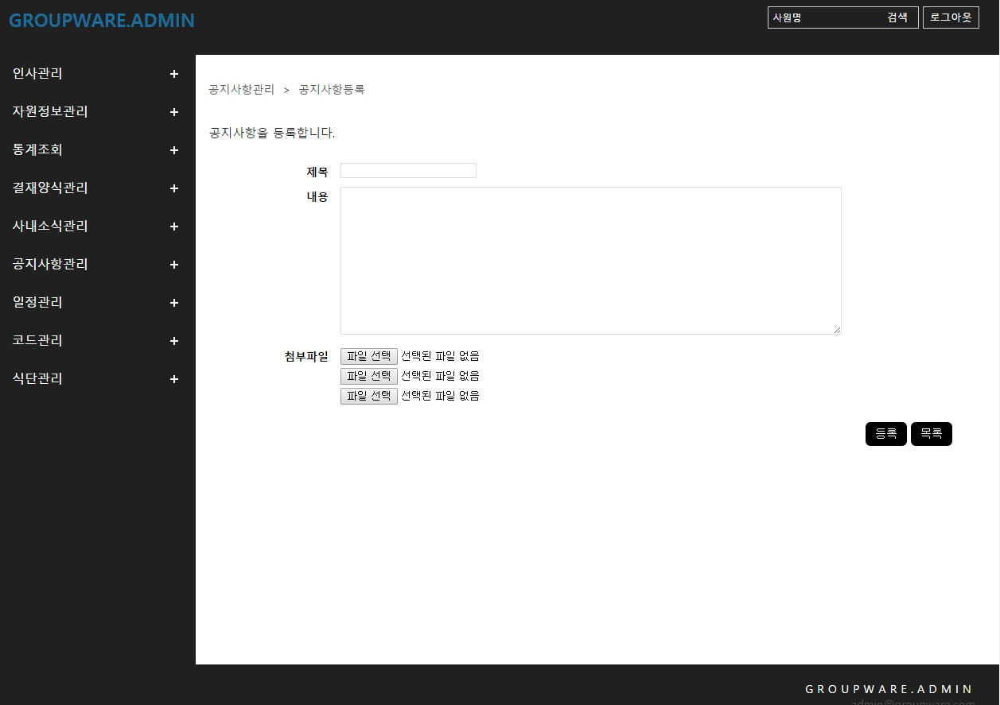 GROUPWARE.ADMIN
사원명 검색 로그아웃
인사관리 +
자원정보관리 +
통계조회 +
결재양식관리 +
사내소식관리 +
공지사항관리 +
일정관리 +
코드관리 +
식단관리 +
공지사항관리 > 공지사항등록
공지사항을 등록합니다.
제목
내용
첨부파일 파일 선택 선택된 파일 없음
파일 선택 선택된 파일 없음
파일 선택 선택된 파일 없음
등록 목록
GROUPWARE.ADMIN
admin@groupware.com